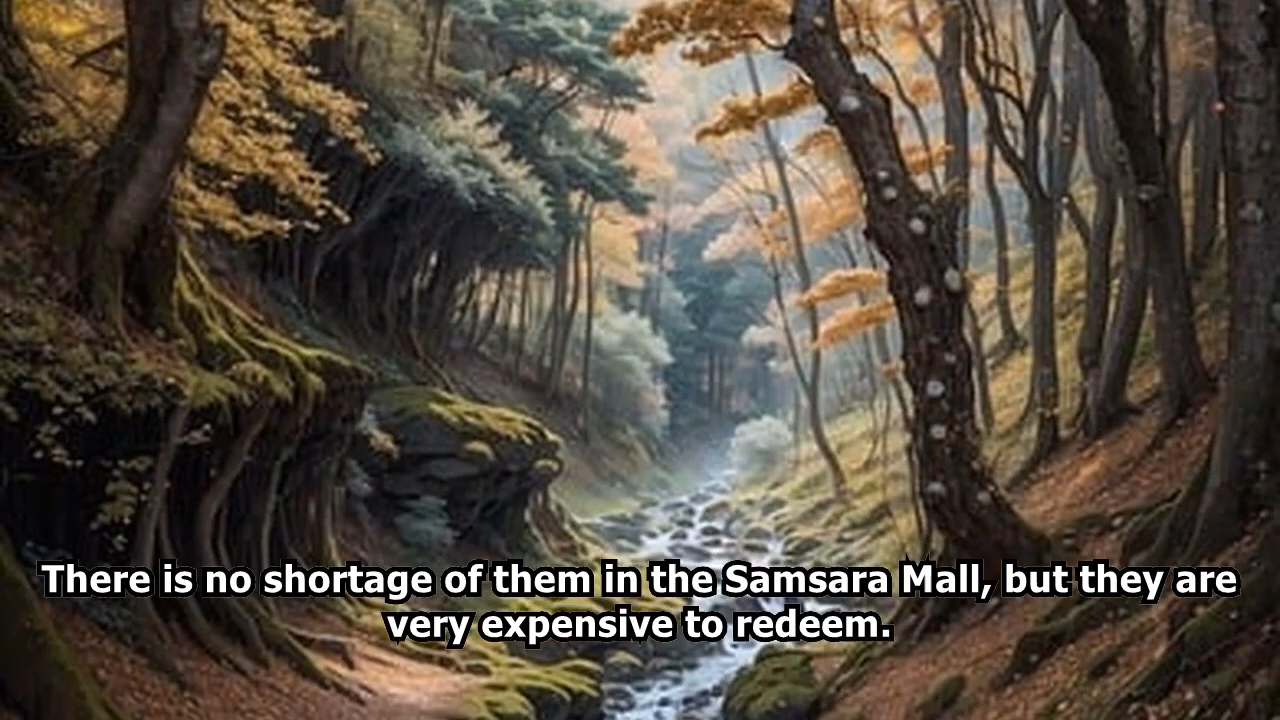 There is no shortage of them in the Samsara Mall, but they are
very expensive to redeem.